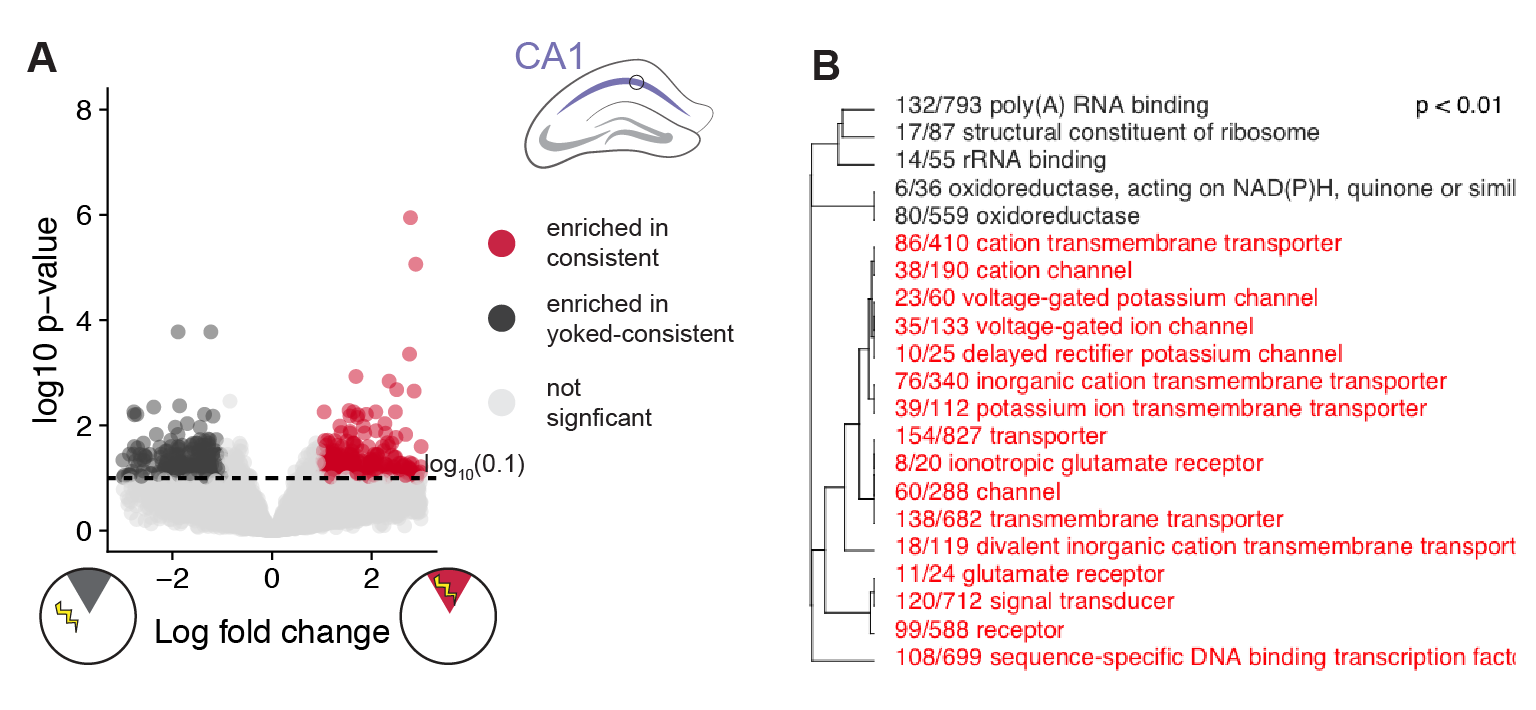 A
CA1
8
6
4
2
0
log10 p−value
log10(0.1)
−2
0
2
Log fold change
enriched in
consistent
enriched in
yoked-consistent
not
signficant
B
p < 0.01
132/793 poly(A) RNA binding
17/87 structural constituent of ribosome
14/55 rRNA binding
6/36 oxidoreductase, acting on NAD(P)H, quinone or simil
80/559 oxidoreductase
86/410 cation transmembrane transporter
38/190 cation channel
23/60 voltage-gated potassium channel
35/133 voltage-gated ion channel
10/25 delayed rectifier potassium channel
76/340 inorganic cation transmembrane transporter
39/112 potassium ion transmembrane transporter
154/827 transporter
8/20 ionotropic glutamate receptor
60/288 channel
138/682 transmembrane transporter
18/119 divalent inorganic cation transmembrane transport
11/24 glutamate receptor
120/712 signal transducer
99/588 receptor
108/699 sequence-specific DNA binding transcription facto